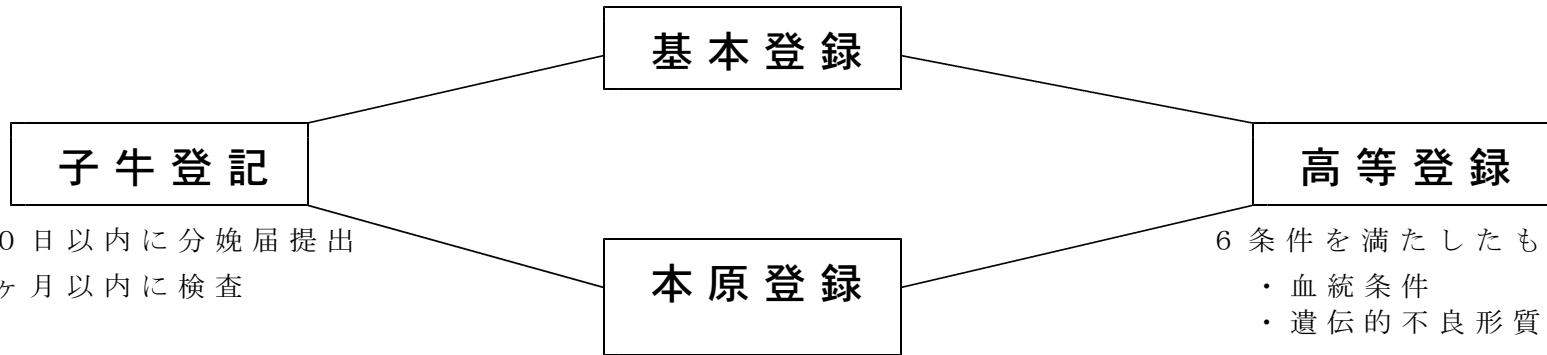 基本登録
子牛登記
高等登録
0日以内に分娩届提出
ヶ月以内に検査
本原登録
6条件を満たしたも
・血統条件
・遺伝的不良形質